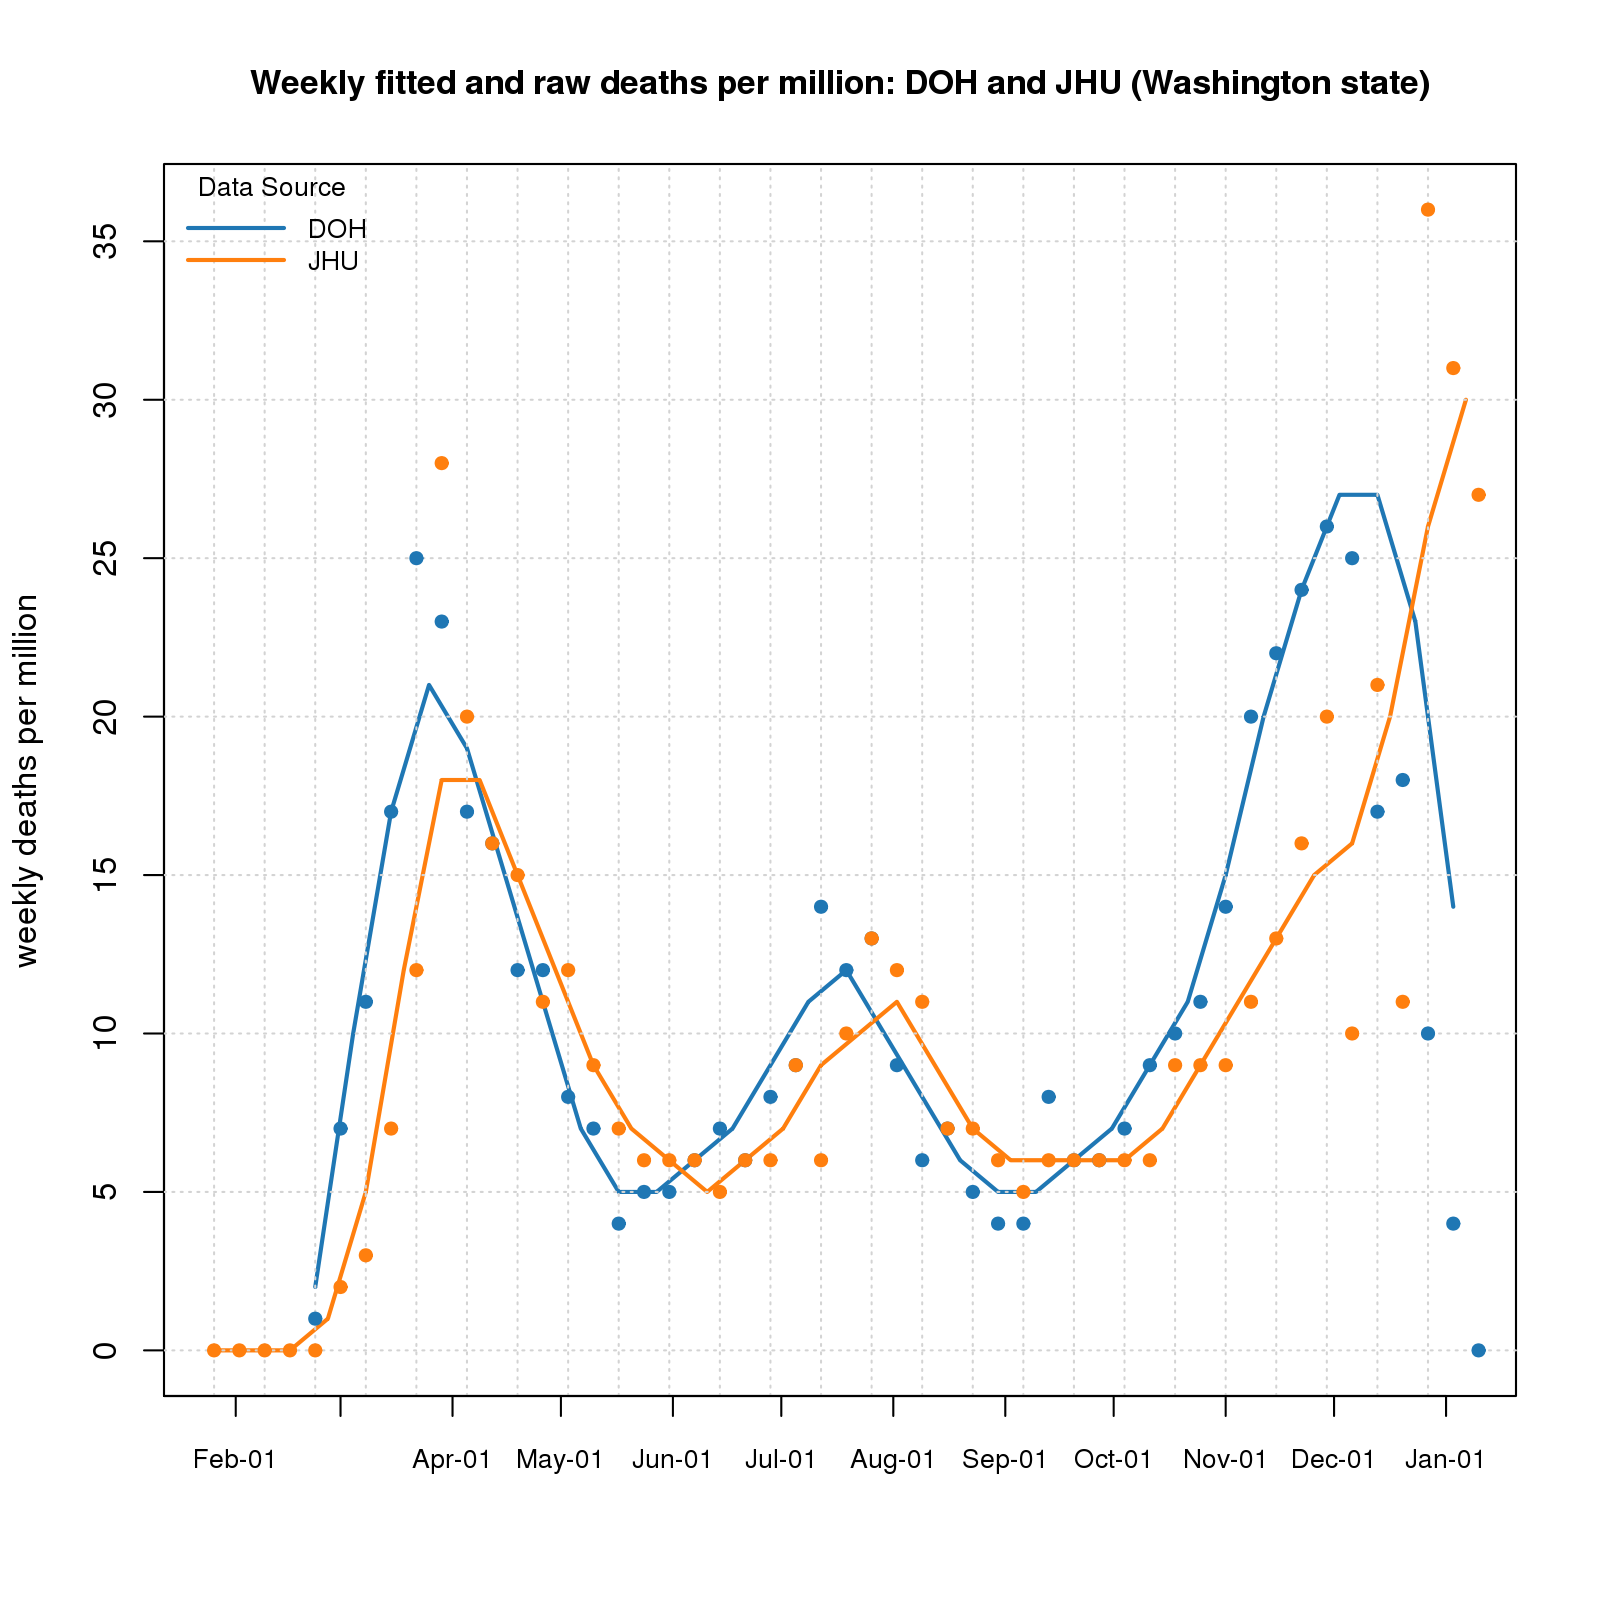 Weekly fitted and raw deaths per million: DOH and JHU (Washington state)
Data Source
DOH
JHU
weekly deaths per million
35
30
25
20
15
10
5
0
Feb-01 Apr-01 May-01 Jun-01 Jul-01 Aug-01 Sep-01 Oct-01 Nov-01 Dec-01 Jan-01